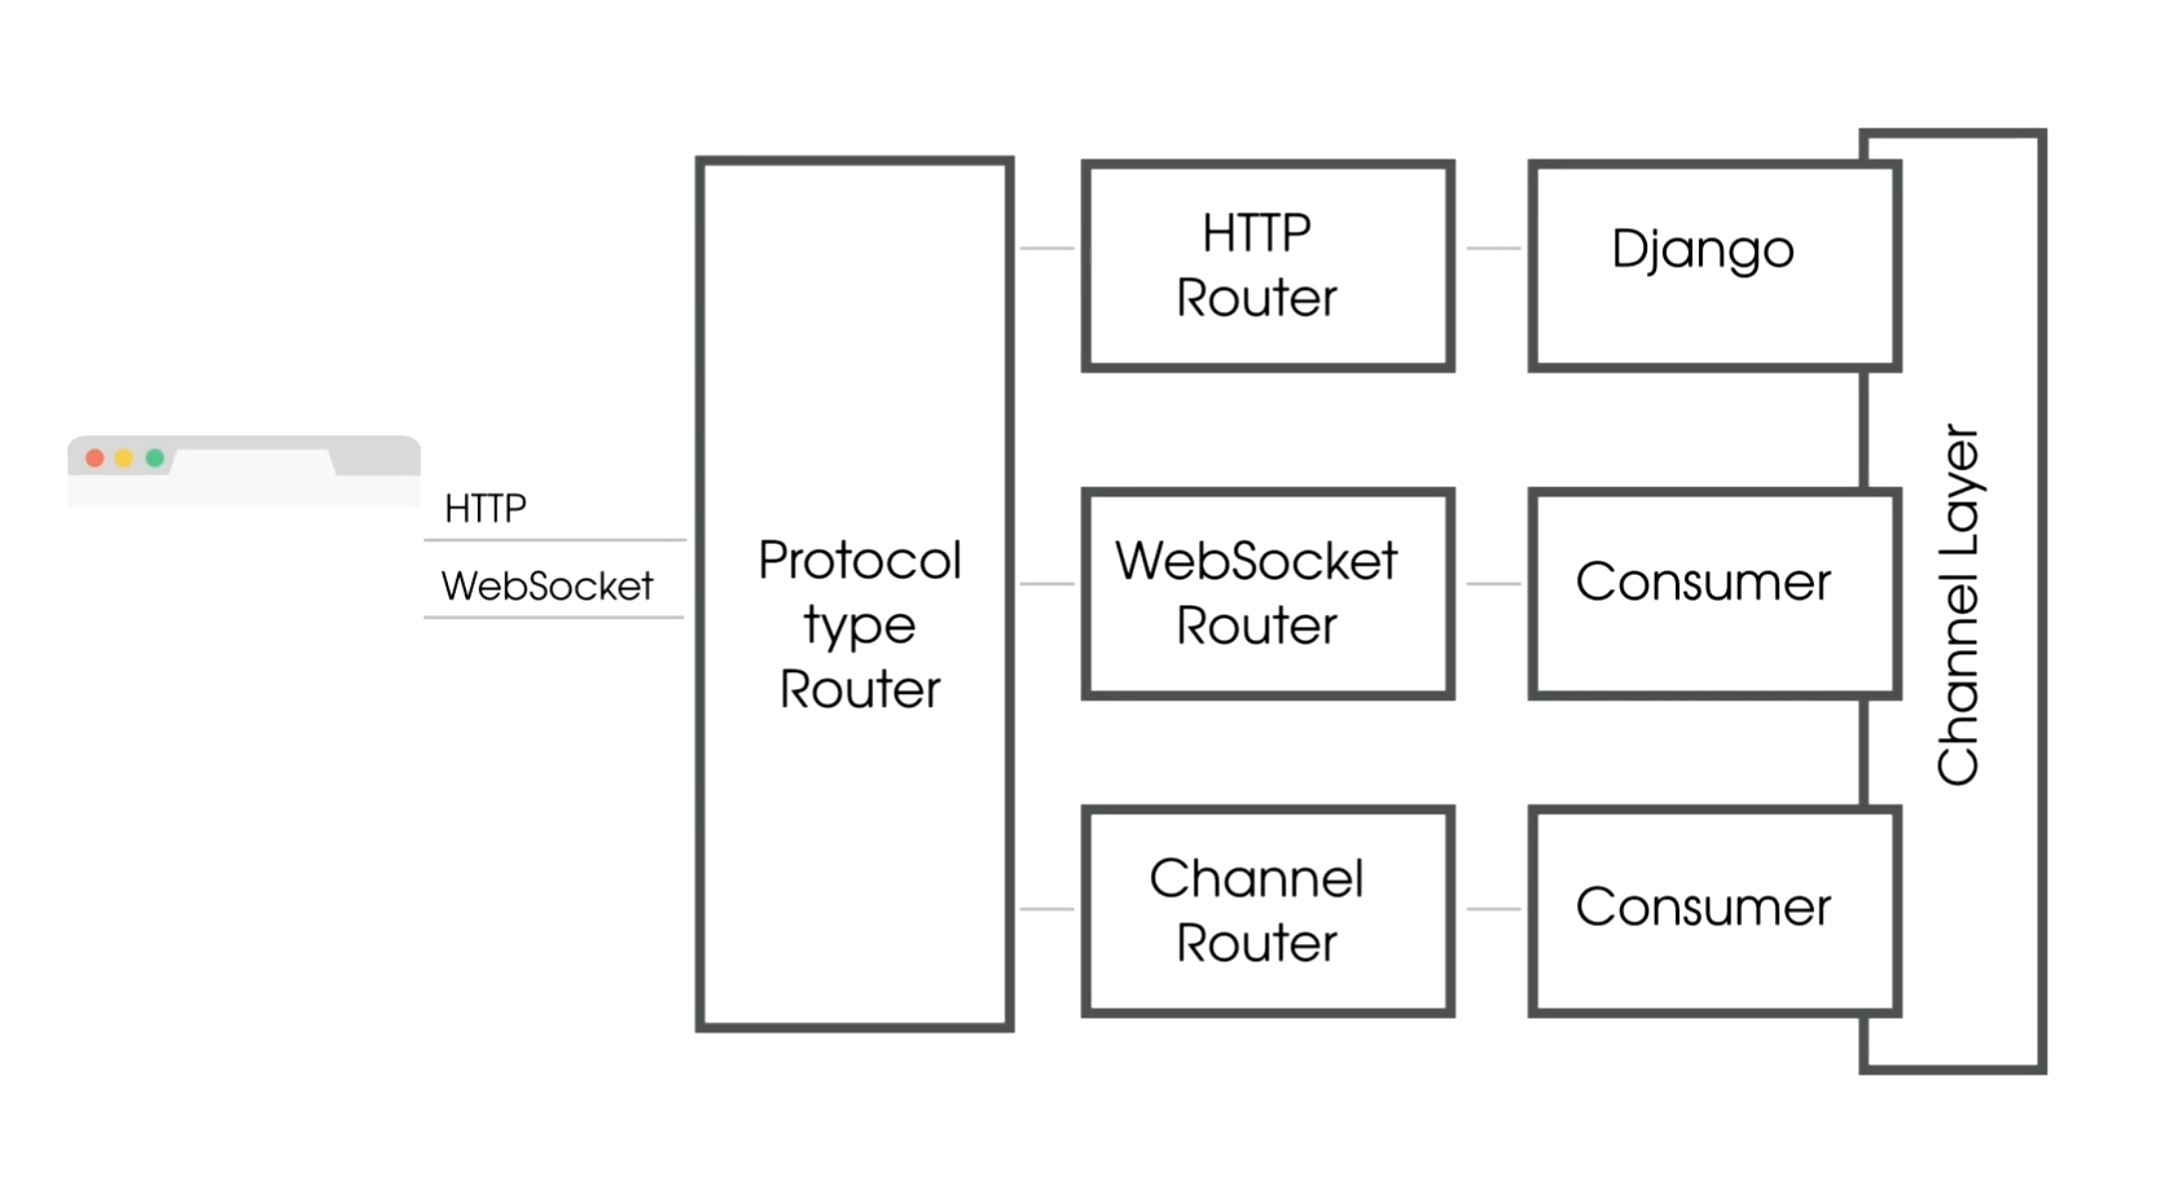 HTTP
WebSocket
Protocol
type
Router
HTTP
Router
Django
WebSocket
Router
Consumer
Channel
Router
Consumer
Channel Layer